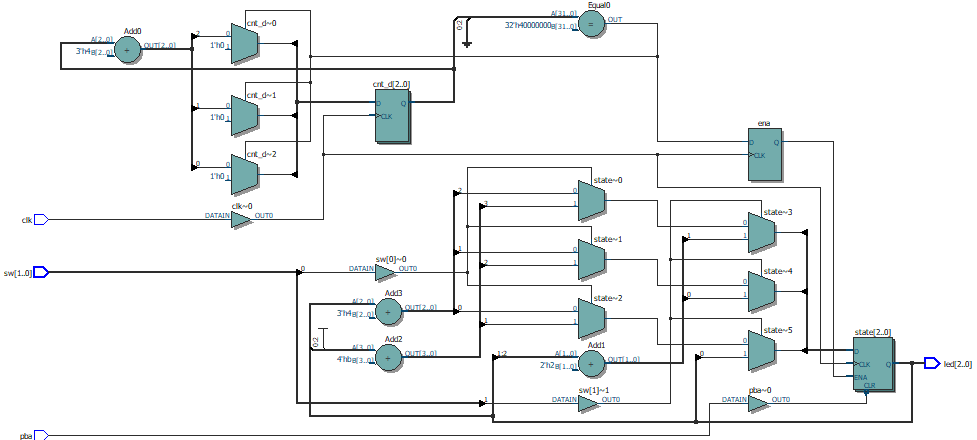 cnt_d~0
Add0
A[2..0]
3'h4 B[2..0]
+
OUT[2..0]
2
0
1'h0
1
cnt_d~1
1
0
1'h0
1
cnt_d~2
0
0
1'h0
1
cnt_d[2..0]
D
Q
CLK
0:2
Equal0
A[31..0]
32'h40000000 B[31..0]
=
OUT
ena
D
Q
CLK
clk
clk~0
DATAIN
OUT0
sw[1..0]
0
sw[0]~0
DATAIN
OUT0
state~0
2
0
3
1
state~1
1
0
2
1
state~2
0
0
1
1
state~3
0
1
1
state~4
0
0
1
state~5
0
0
1
Add3
A[2..0]
3'h4 B[2..0]
+
OUT[2..0]
Add2
0:2
A[3..0]
B[3..0]
+
OUT[3..0]
Add1
1:2
A[1..0]
2'h2 B[1..0]
+
OUT[1..0]
1
sw[1]~1
DATAIN
OUT0
pba~0
DATAIN
OUT0
state[2..0]
D
CLK
Q
ENA
CLR
led[2..0]
pba